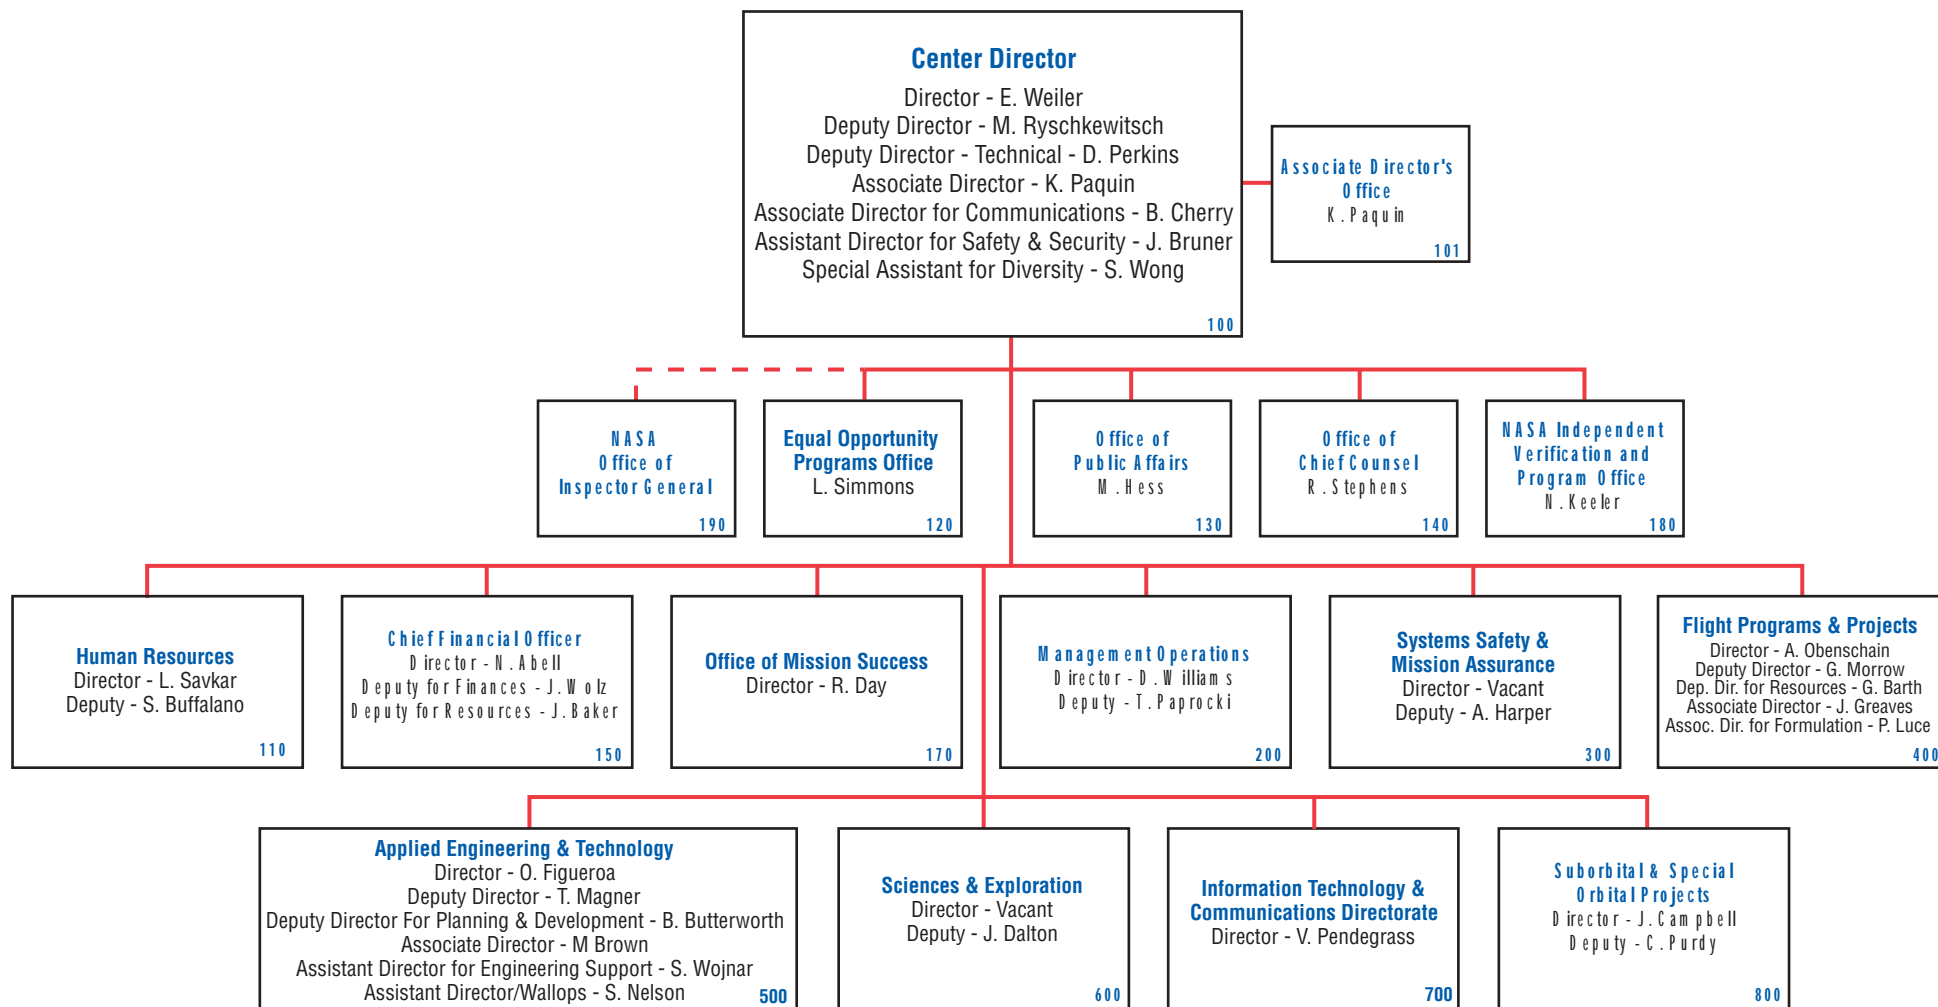 Center Director
Director - E. Weiler
Deputy Director - M. Ryschkewitsch
Deputy Director - Technical - D. Perkins
Associate Director - K. Paquin
Associate Director for Communications - B. Cherry
Assistant Director for Safety & Security - J. Bruner
Special Assistant for Diversity - S. Wong
100
Associate Director's
Office
K. Paquin
101
NASA
Office of
Inspector General
190
Equal Opportunity
Programs Office
L. Simmons
120
Office of
Public Affairs
M. Hess
130
Office of
Chief Counsel
R. Stephens
140
NASA Independent
Verification and
Program Office
N. Keeler
180
Human Resources
Director - L. Savkar
Deputy - S. Buffalano
110
Chief Financial Officer
Director - N. Abell
Deputy for Finances - J. Wolz
Deputy for Resources - J. Baker
150
Office of Mission Success
Director - R. Day
170
Management Operations
Director - D. Williams
Deputy - T. Paprocki
200
Systems Safety &
Mission Assurance
Director - Vacant
Deputy - A. Harper
300
Flight Programs & Projects
Director - A. Obenschain
Deputy Director - G. Morrow
Dep. Dir. for Resources - G. Barth
Associate Director - J. Greaves
Assoc. Dir. for Formulation - P. Luce
400
Applied Engineering & Technology
Director - O. Figueroa
Deputy Director - T. Magner
Deputy Director For Planning & Development - B. Butterworth
Associate Director - M Brown
Assistant Director for Engineering Support - S. Wojnar
Assistant Director/Wallops - S. Nelson
500
Sciences & Exploration
Director - Vacant
Deputy - J. Dalton
600
Information Technology &
Communications Directorate
Director - V. Pendegrass
700
Suborbital & Special
Orbital Projects
Director - J. Campbell
Deputy - C. Purdy
800